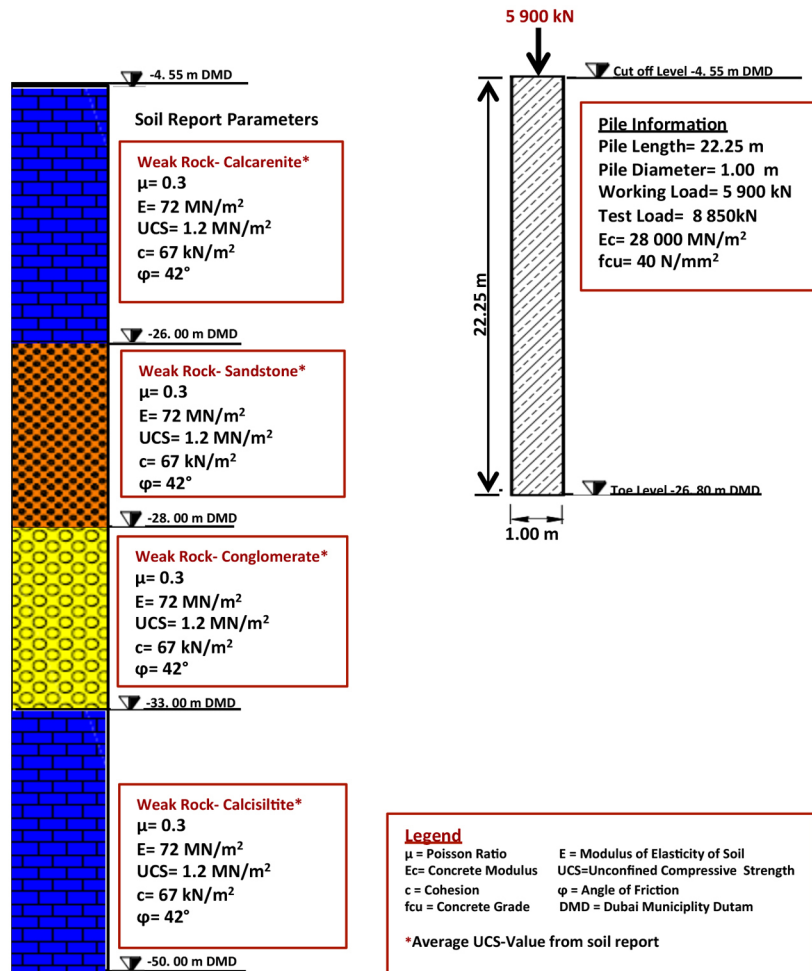 5 900 kN
-4. 55 m DMD
Cut off Level -4. 55 m DMD
Soil Report Parameters
Weak Rock- Calcarenite*
μ= 0.3
E= 72 MN/m²
UCS= 1.2 MN/m²
c= 67 kN/m²
φ= 42°
Pile Information
Pile Length= 22.25 m
Pile Diameter= 1.00 m
Working Load= 5 900 kN
Test Load= 8 850kN
Ec= 28 000 MN/m²
fcu= 40 N/mm²
22.25 m
-26. 00 m DMD
Weak Rock- Sandstone*
μ= 0.3
E= 72 MN/m²
UCS= 1.2 MN/m²
c= 67 kN/m²
φ= 42°
Toe Level -26. 80 m DMD
1.00 m
-28. 00 m DMD
Weak Rock- Conglomerate*
μ= 0.3
E= 72 MN/m²
UCS= 1.2 MN/m²
c= 67 kN/m²
φ= 42°
-33. 00 m DMD
Weak Rock- Calcisiltite*
μ= 0.3
E= 72 MN/m²
UCS= 1.2 MN/m²
c= 67 kN/m²
φ= 42°
-50. 00 m DMD
Legend
μ = Poisson Ratio E = Modulus of Elasticity of Soil
Ec= Concrete Modulus UCS=Unconfined Compressive Strength
c = Cohesion φ = Angle of Friction
fcu = Concrete Grade DMD = Dubai Municiplity Dutam
*Average UCS-Value from soil report